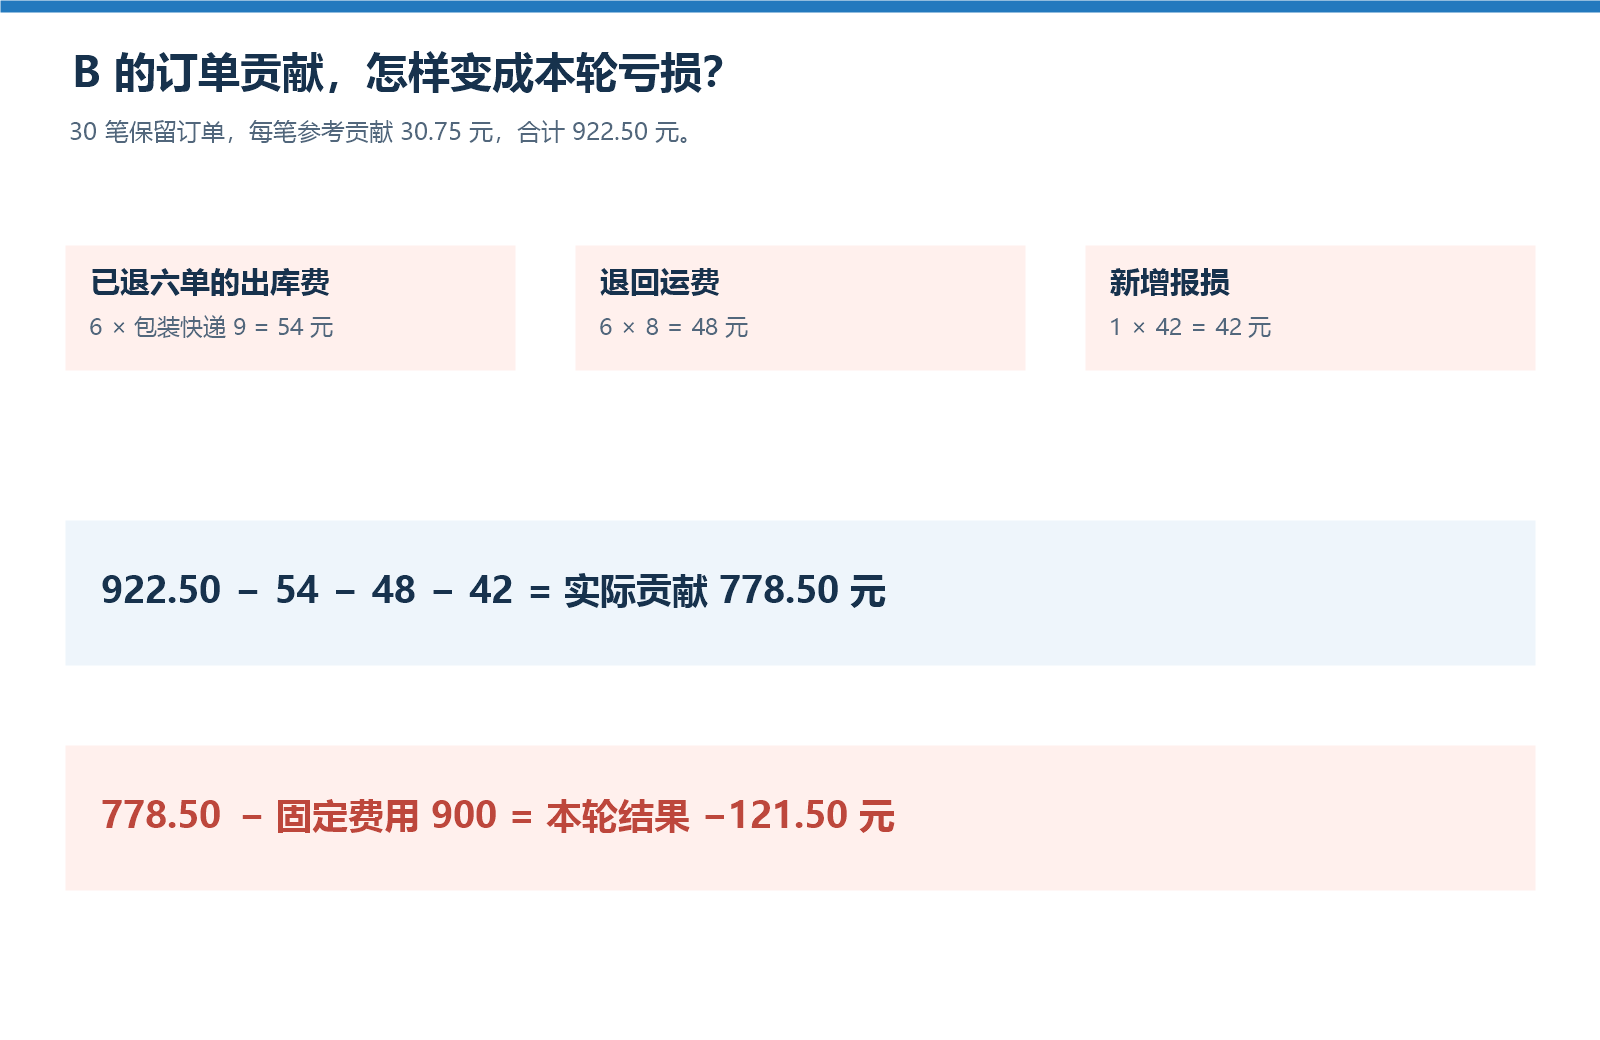 B 的订单贡献，怎样变成本轮亏损？
30 笔保留订单，每笔参考贡献 30.75 元，合计 922.50 元。
已退六单的出库费
6 × 包装快递 9 = 54 元
退回运费
6 × 8 = 48 元
新增报损
1 × 42 = 42 元
922.50 − 54 − 48 − 42 = 实际贡献 778.50 元
778.50 − 固定费用 900 = 本轮结果 −121.50 元